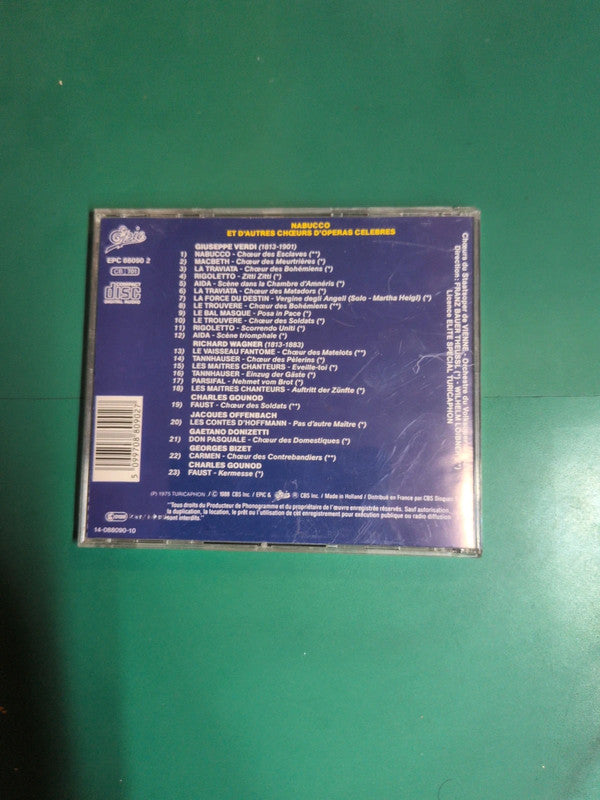 NABUCCO
ET D'AUTRES CHŒURS D'OPERAS CELEBRES
Epic
EPC 88090 2
COMPACT
disc
DIGITAL AUDIO
GIUSEPPE VERDI (1813-1901)
1) NABUCCO - Chœur des Esclaves (**)
2) MACBETH - Chœur des Meurtrières (*)
3) LA TRAVIATA - Chœur des Bohémiens (*)
4) RIGOLETTO - Zitti Zitti (*)
5) AIDA - Scène dans la Chambre d'Amnéris (*)
6) LA TRAVIATA - Chœur des Matadors (*)
7) LA FORCE DU DESTIN - Vergine degli Angeli (Solo - Martha Heigl) (*)
8) LE TROUVERE - Chœur des Bohémiens (**)
9) LE BAL MASQUE - Posa in Pace (*)
10) LE TROUVERE - Chœur des Soldats (*)
11) RIGOLETTO - Scorrendo Uniti (*)
12) AIDA - Scène triomphale (*)
RICHARD WAGNER (1813-1883)
13) LE VAISSEAU FANTOME - Chœur des Matelots (**)
14) TANNHAUSER - Chœur des Pèlerins (*)
15) LES MAITRES CHANTEURS - Eveille-toi (*)
16) TANNHAUSER - Einzug der Gäste (*)
17) PARSIFAL - Nehmet vom Brot (*)
18) LES MAITRES CHANTEURS - Auftritt der Zünfte (*)
CHARLES GOUNOD
19) FAUST - Chœur des Soldats (**)
JACQUES OFFENBACH
20) LES CONTES D'HOFFMANN - Pas d'autre Maître (*)
GAETANO DONIZETTI
21) DON PASQUALE - Chœur des Domestiques (*)
GEORGES BIZET
22) CARMEN - Chœur des Contrebandiers (**)
CHARLES GOUNOD
23) FAUST - Kermesse (*)
Chœurs du Staatsoper de VIENNE - Orchestre du Volksoper
Direction: FRANZ BAUER THEUSSL (*) - WILHELM LOIBNER (**)
Licence ELITE SPECIAL TURICAPHON
5 099708 809027
(P) 1975 TURICAPHON / © 1988 CBS Inc. / EPIC & Epic ® CBS Inc. / Made in Holland / Distribué en France par CBS Disques
"Tous droits du Producteur de Phonogramme et du propriétaire de l'œuvre enregistrée réservés. Sauf autorisation,
la duplication, la location, le prêt ou l'utilisation de cet enregistrement pour exécution publique ou radio diffusion
sont interdits.
14-088090-10